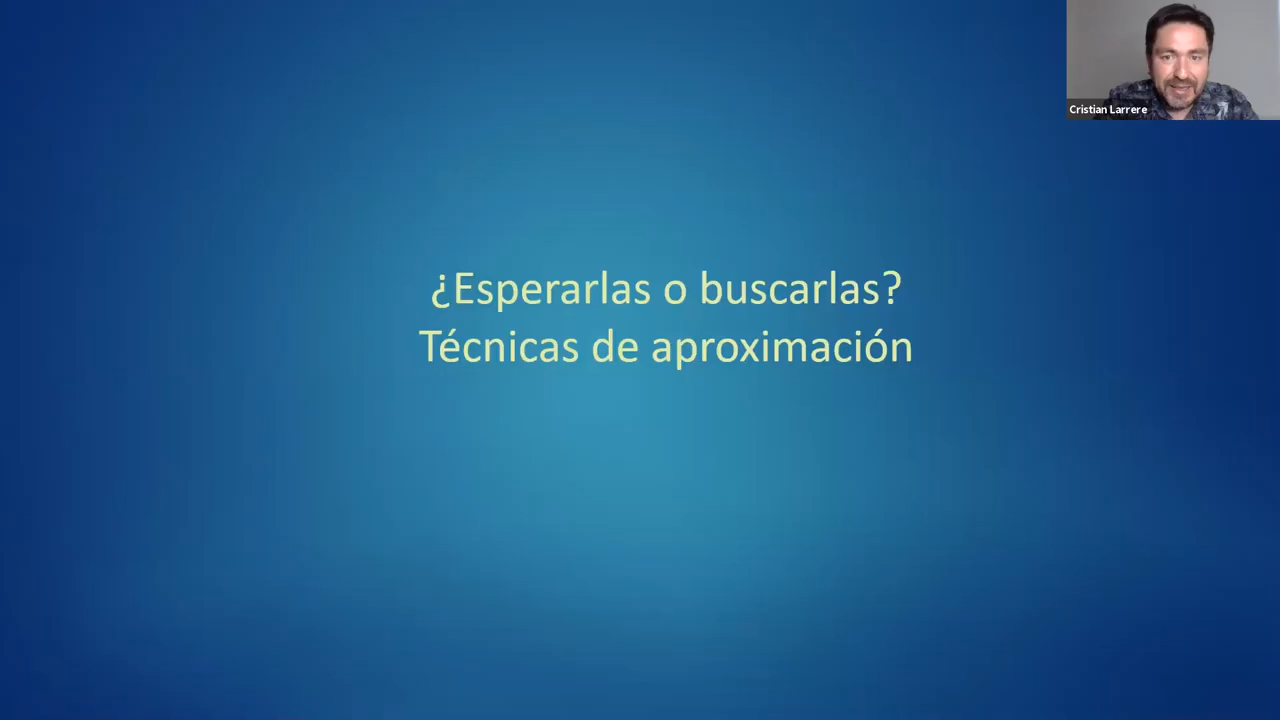 Cristian Larrere
¿Esperarlas o buscarlas?
Técnicas de aproximación